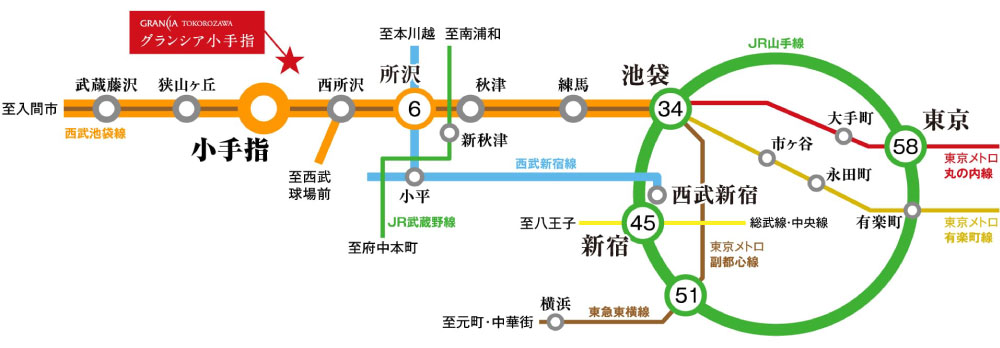 GRANCIA TOKOROZAWA
グランシア小手指
至本川越
至南浦和
JR山手線
武蔵藤沢
狭山ヶ丘
西所沢
所沢
秋津
練馬
池袋
大手町
東京
至入間市
6
34
58
西武池袋線
小手指
新秋津
市ヶ谷
東京メトロ
丸の内線
至西武
球場前
西武新宿線
永田町
小平
西武新宿
有楽町
JR武蔵野線
至八王子
45
総武線・中央線
東京メトロ
有楽町線
至府中本町
新宿
東京メトロ
副都心線
51
横浜
東急東横線
至元町・中華街